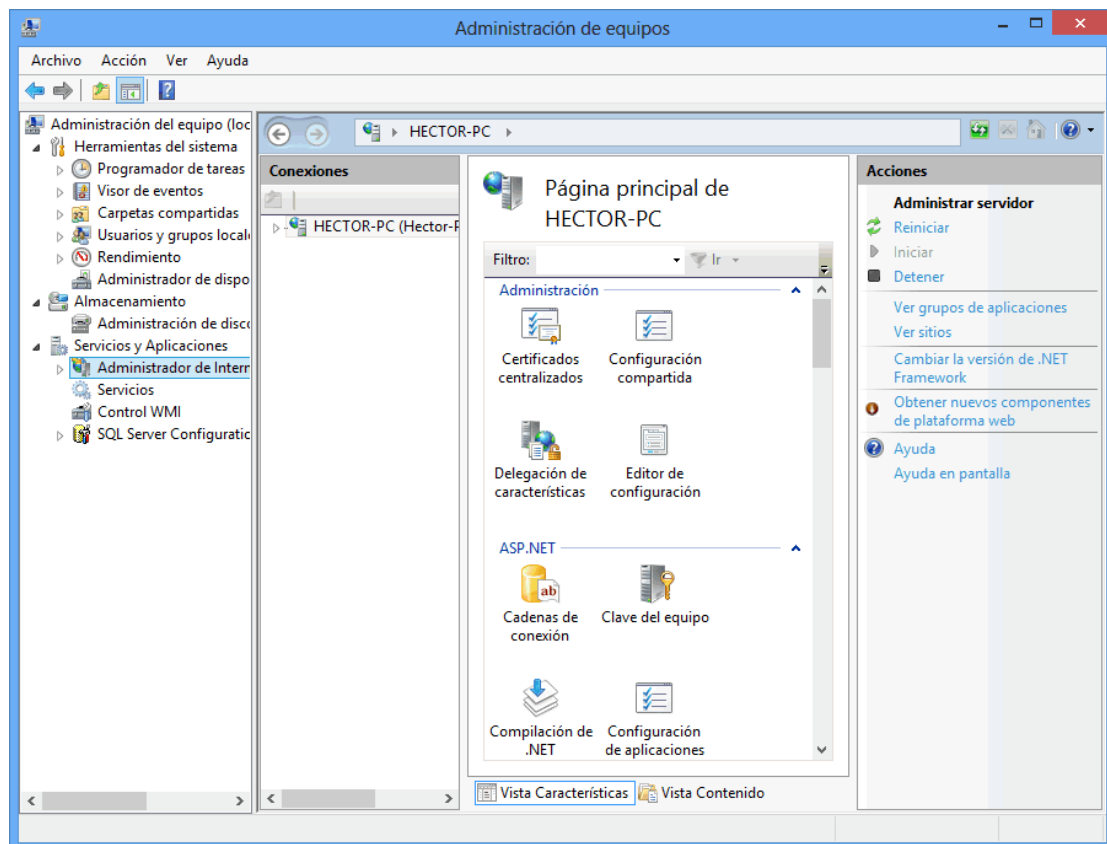 Administración de equipos
Archivo Acción Ver Ayuda
Administración del equipo (loc
Herramientas del sistema
Programador de tareas
Visor de eventos
Carpetas compartidas
Usuarios y grupos local
Rendimiento
Administrador de dispo
Almacenamiento
Administración de disc
Servicios y Aplicaciones
Administrador de Intern
Servicios
Control WMI
SQL Server Configuratic
HECTOR-PC
Conexiones
HECTOR-PC (Hector-P
Página principal de
HECTOR-PC
Filtro: Ir
Administración
Certificados
centralizados
Configuración
compartida
Delegación de
características
Editor de
configuración
ASP.NET
Cadenas de
conexión
Clave del equipo
Compilación de
.NET
Configuración
de aplicaciones
Vista Características Vista Contenido
Acciones
Administrar servidor
Reiniciar
Iniciar
Detener
Ver grupos de aplicaciones
Ver sitios
Cambiar la versión de .NET
Framework
Obtener nuevos componentes
de plataforma web
Ayuda
Ayuda en pantalla